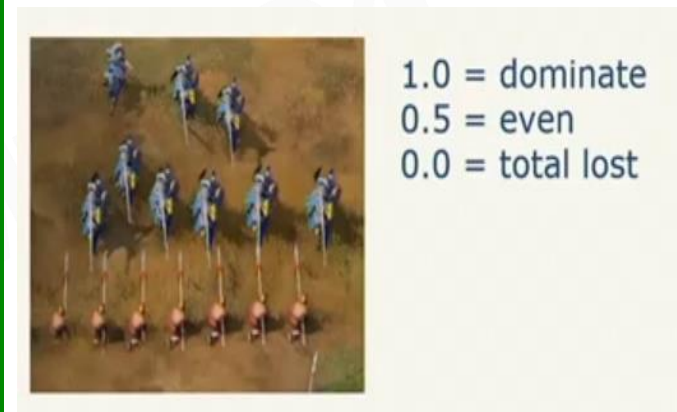 1.0 = dominate
0.5 = even
0.0 = total lost